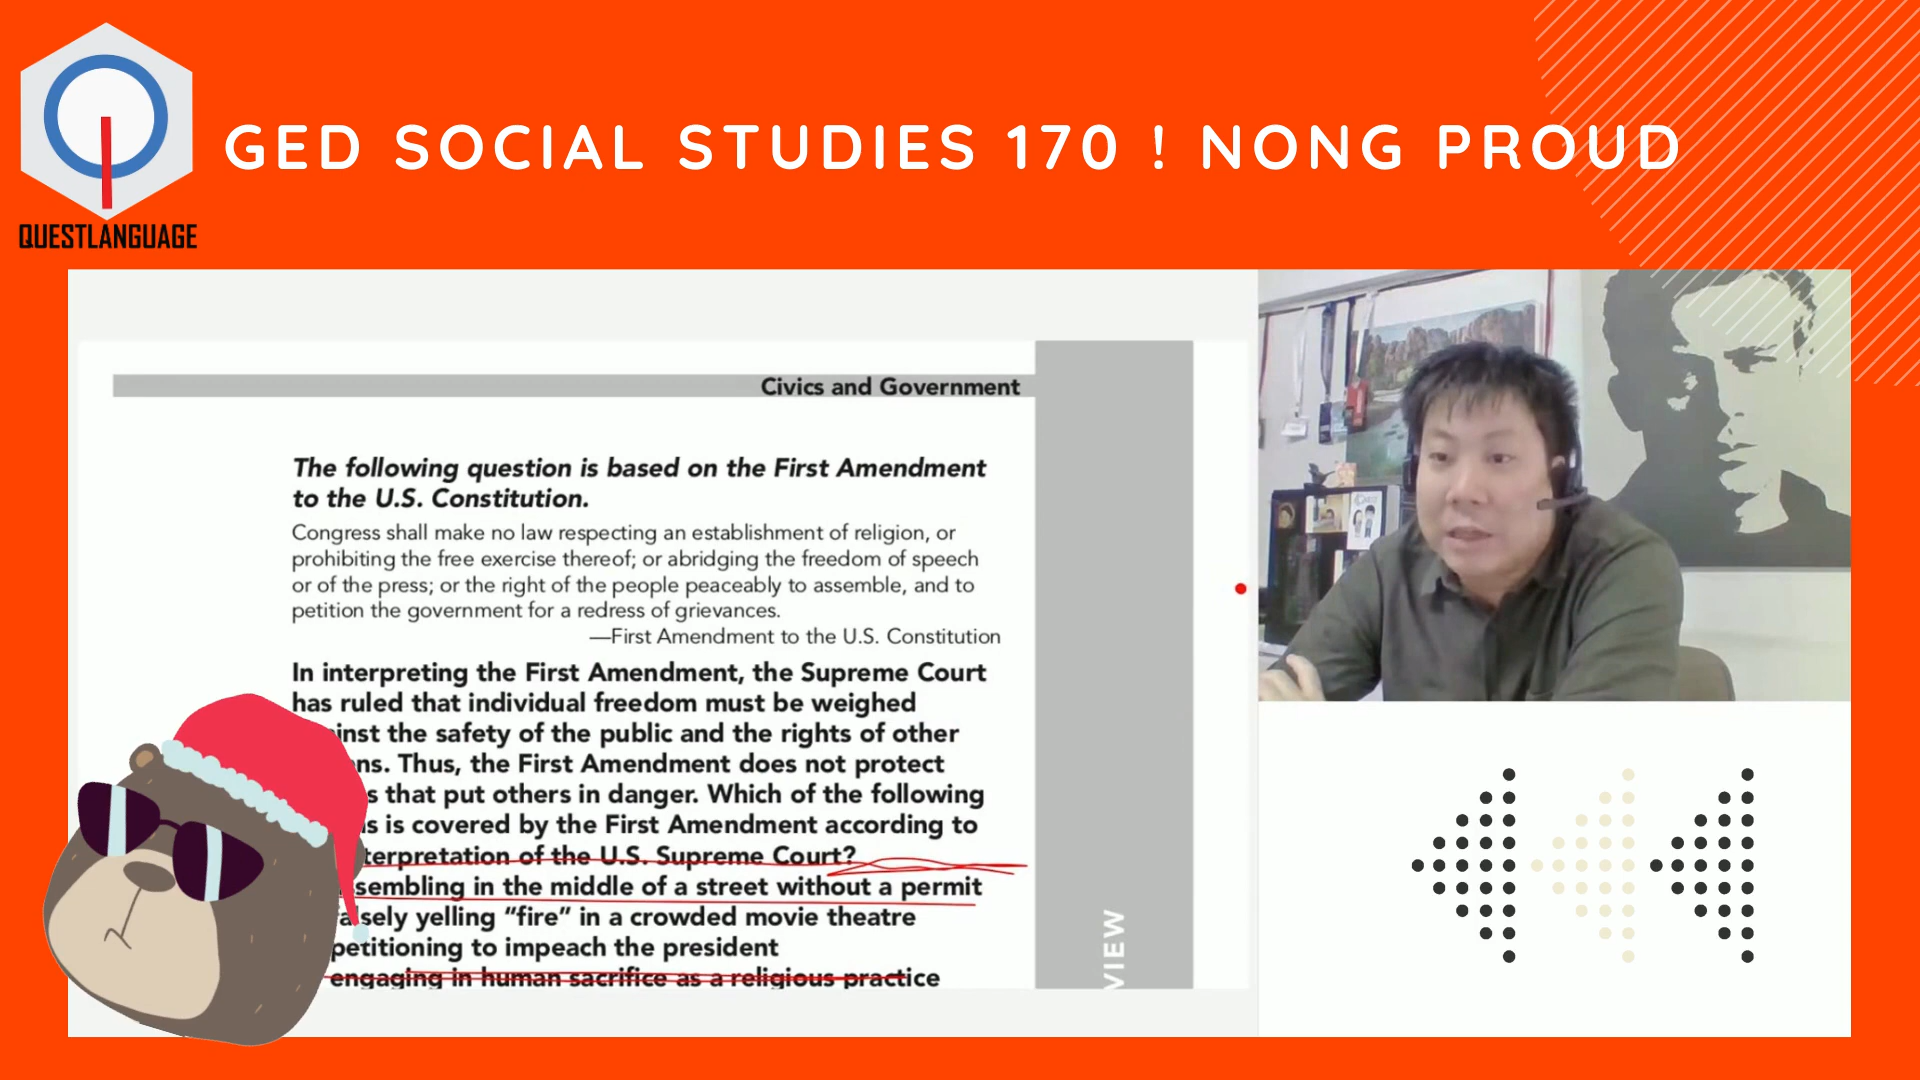 GED SOCIAL STUDIES 170 ! NONG PROUD
QUESTLANGUAGE
Civics and Government
The following question is based on the First Amendment
to the U.S. Constitution.
Congress shall make no law respecting an establishment of religion, or
prohibiting the free exercise thereof; or abridging the freedom of speech
or of the press; or the right of the people peaceably to assemble, and to
petition the government for a redress of grievances.
—First Amendment to the U.S. Constitution
In interpreting the First Amendment, the Supreme Court
has ruled that individual freedom must be weighed
the safety of the public and the rights of other
Thus, the First Amendment does not protect
that put others in danger. Which of the following
is covered by the First Amendment according to
of the U.S. Supreme Court?
in the middle of a street without a permit
yelling “fire” in a crowded movie theatre
petitioning to impeach the president
engaging in human sacrifice as a religious practice
VIEW